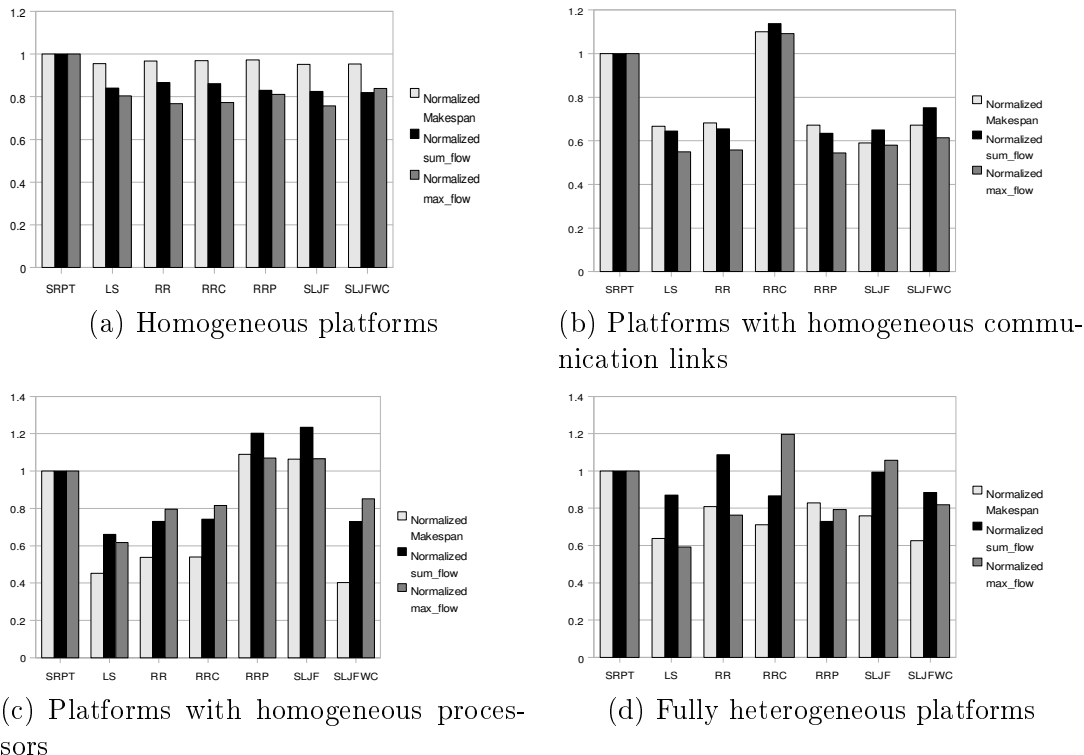 1.2
1
0.8
0.6
0.4
0.2
0
SRPT LS RR RRC RRP SLJF SLJFWC
Normalized
Makespan
Normalized
sum_flow
Normalized
max_flow
(a) Homogeneous platforms
1.2
1
0.8
0.6
0.4
0.2
0
SRPT LS RR RRC RRP SLJF SLJFWC
Normalized
Makespan
Normalized
sum_flow
Normalized
max_flow
(b) Platforms with homogeneous commu-
nication links
1.4
1.2
1
0.8
0.6
0.4
0.2
0
SRPT LS RR RRC RRP SLJF SLJFWC
Normalized
Makespan
Normalized
sum_flow
Normalized
max_flow
(c) Platforms with homogeneous proces-
sors
1.4
1.2
1
0.8
0.6
0.4
0.2
0
SRPT LS RR RRC RRP SLJF SLJFWC
Normalized
Makespan
Normalized
sum_flow
Normalized
max_flow
(d) Fully heterogeneous platforms